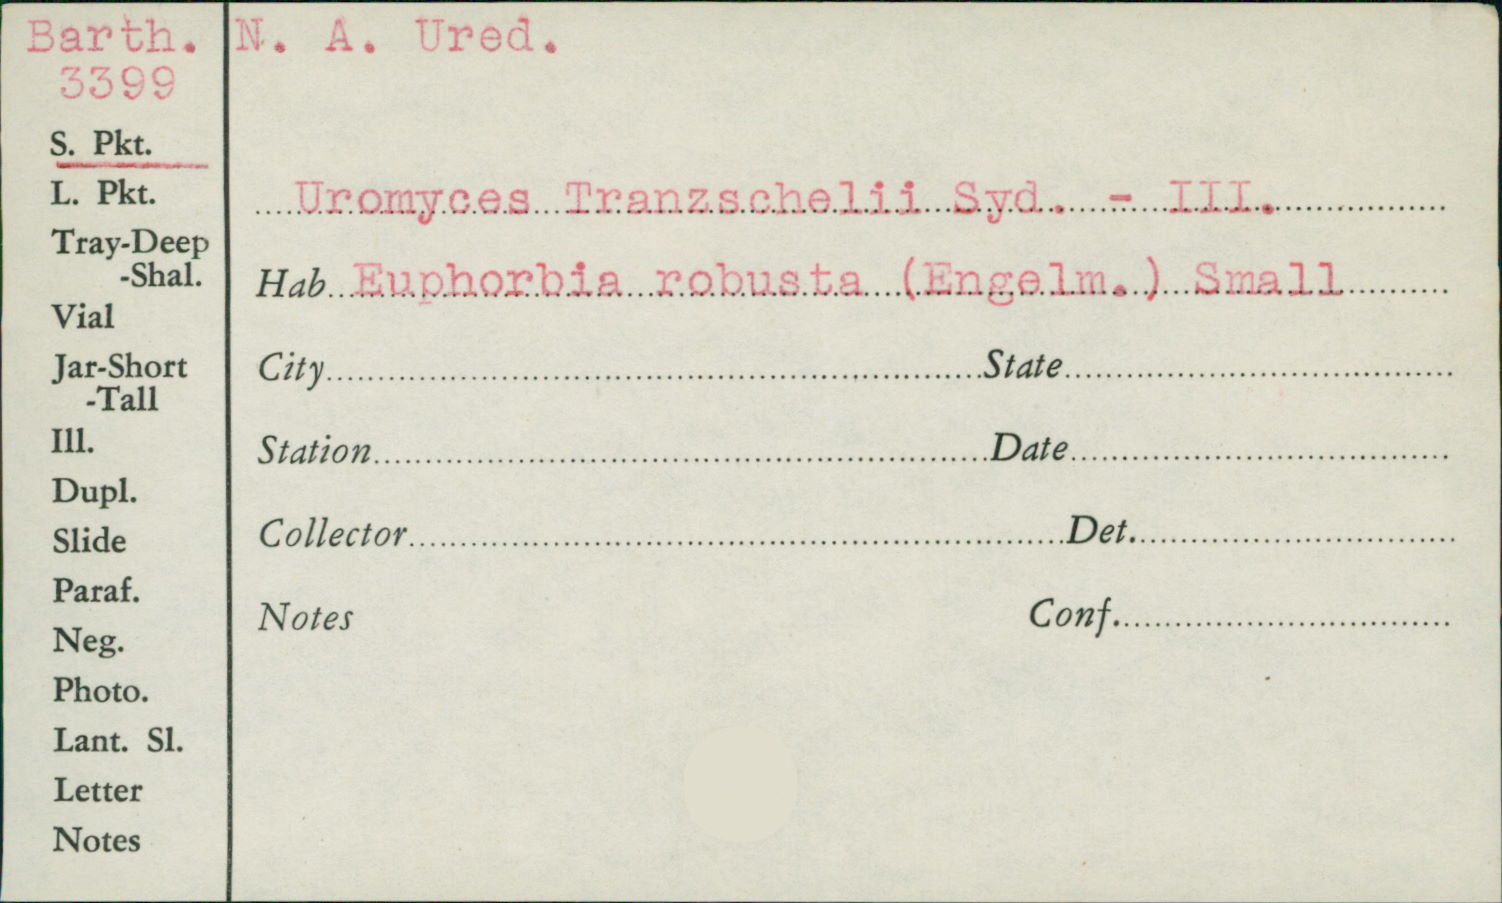 Barth. N. A. Ured.
3399
S. Pkt.
L. Pkt.
Tray-Deep
-Shal.
Vial
Jar-Short
-Tall
Ill.
Dupl.
Slide
Paraf.
Neg.
Photo.
Lant. Sl.
Letter
Notes
Uromyces Tranzschelii Syd. - III.
Hab. Euphorbia robusta (Engelm.) Small
City State
Station Date
Collector Det.
Notes Conf.